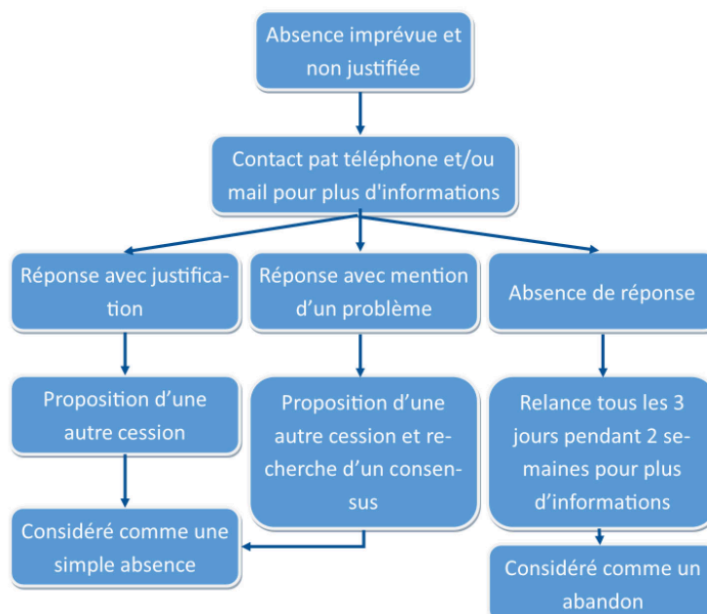 Absence imprévue et
non justifiée
Contact pat téléphone et/ou
mail pour plus d'informations
Réponse avec justifica-
tion
Réponse avec mention
d'un problème
Absence de réponse
Proposition d'une
autre cession
Proposition d'une
autre cession et re-
cherche d'un consen-
sus
Relance tous les 3
jours pendant 2 se-
maines pour plus
d'informations
Considéré comme une
simple absence
Considéré comme un
abandon